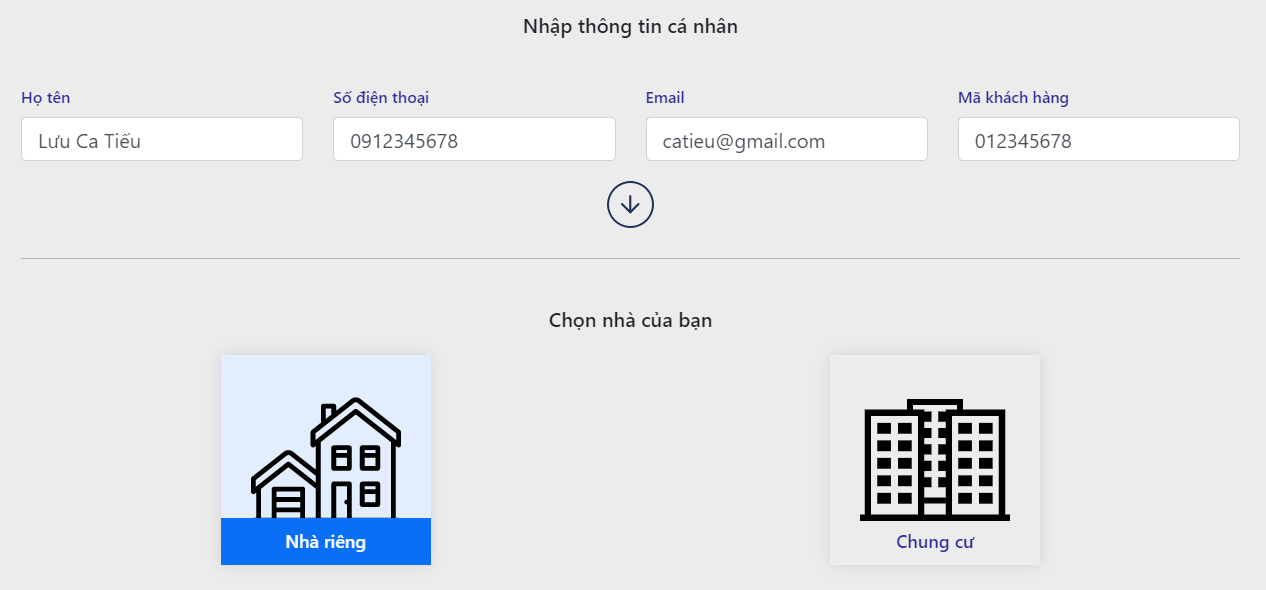 Nhập thông tin cá nhân
Họ tên
Số điện thoại
Email
Mã khách hàng
Lưu Ca Tiếu
0912345678
catieu@gmail.com
012345678
Chọn nhà của bạn
Nhà riêng
Chung cư